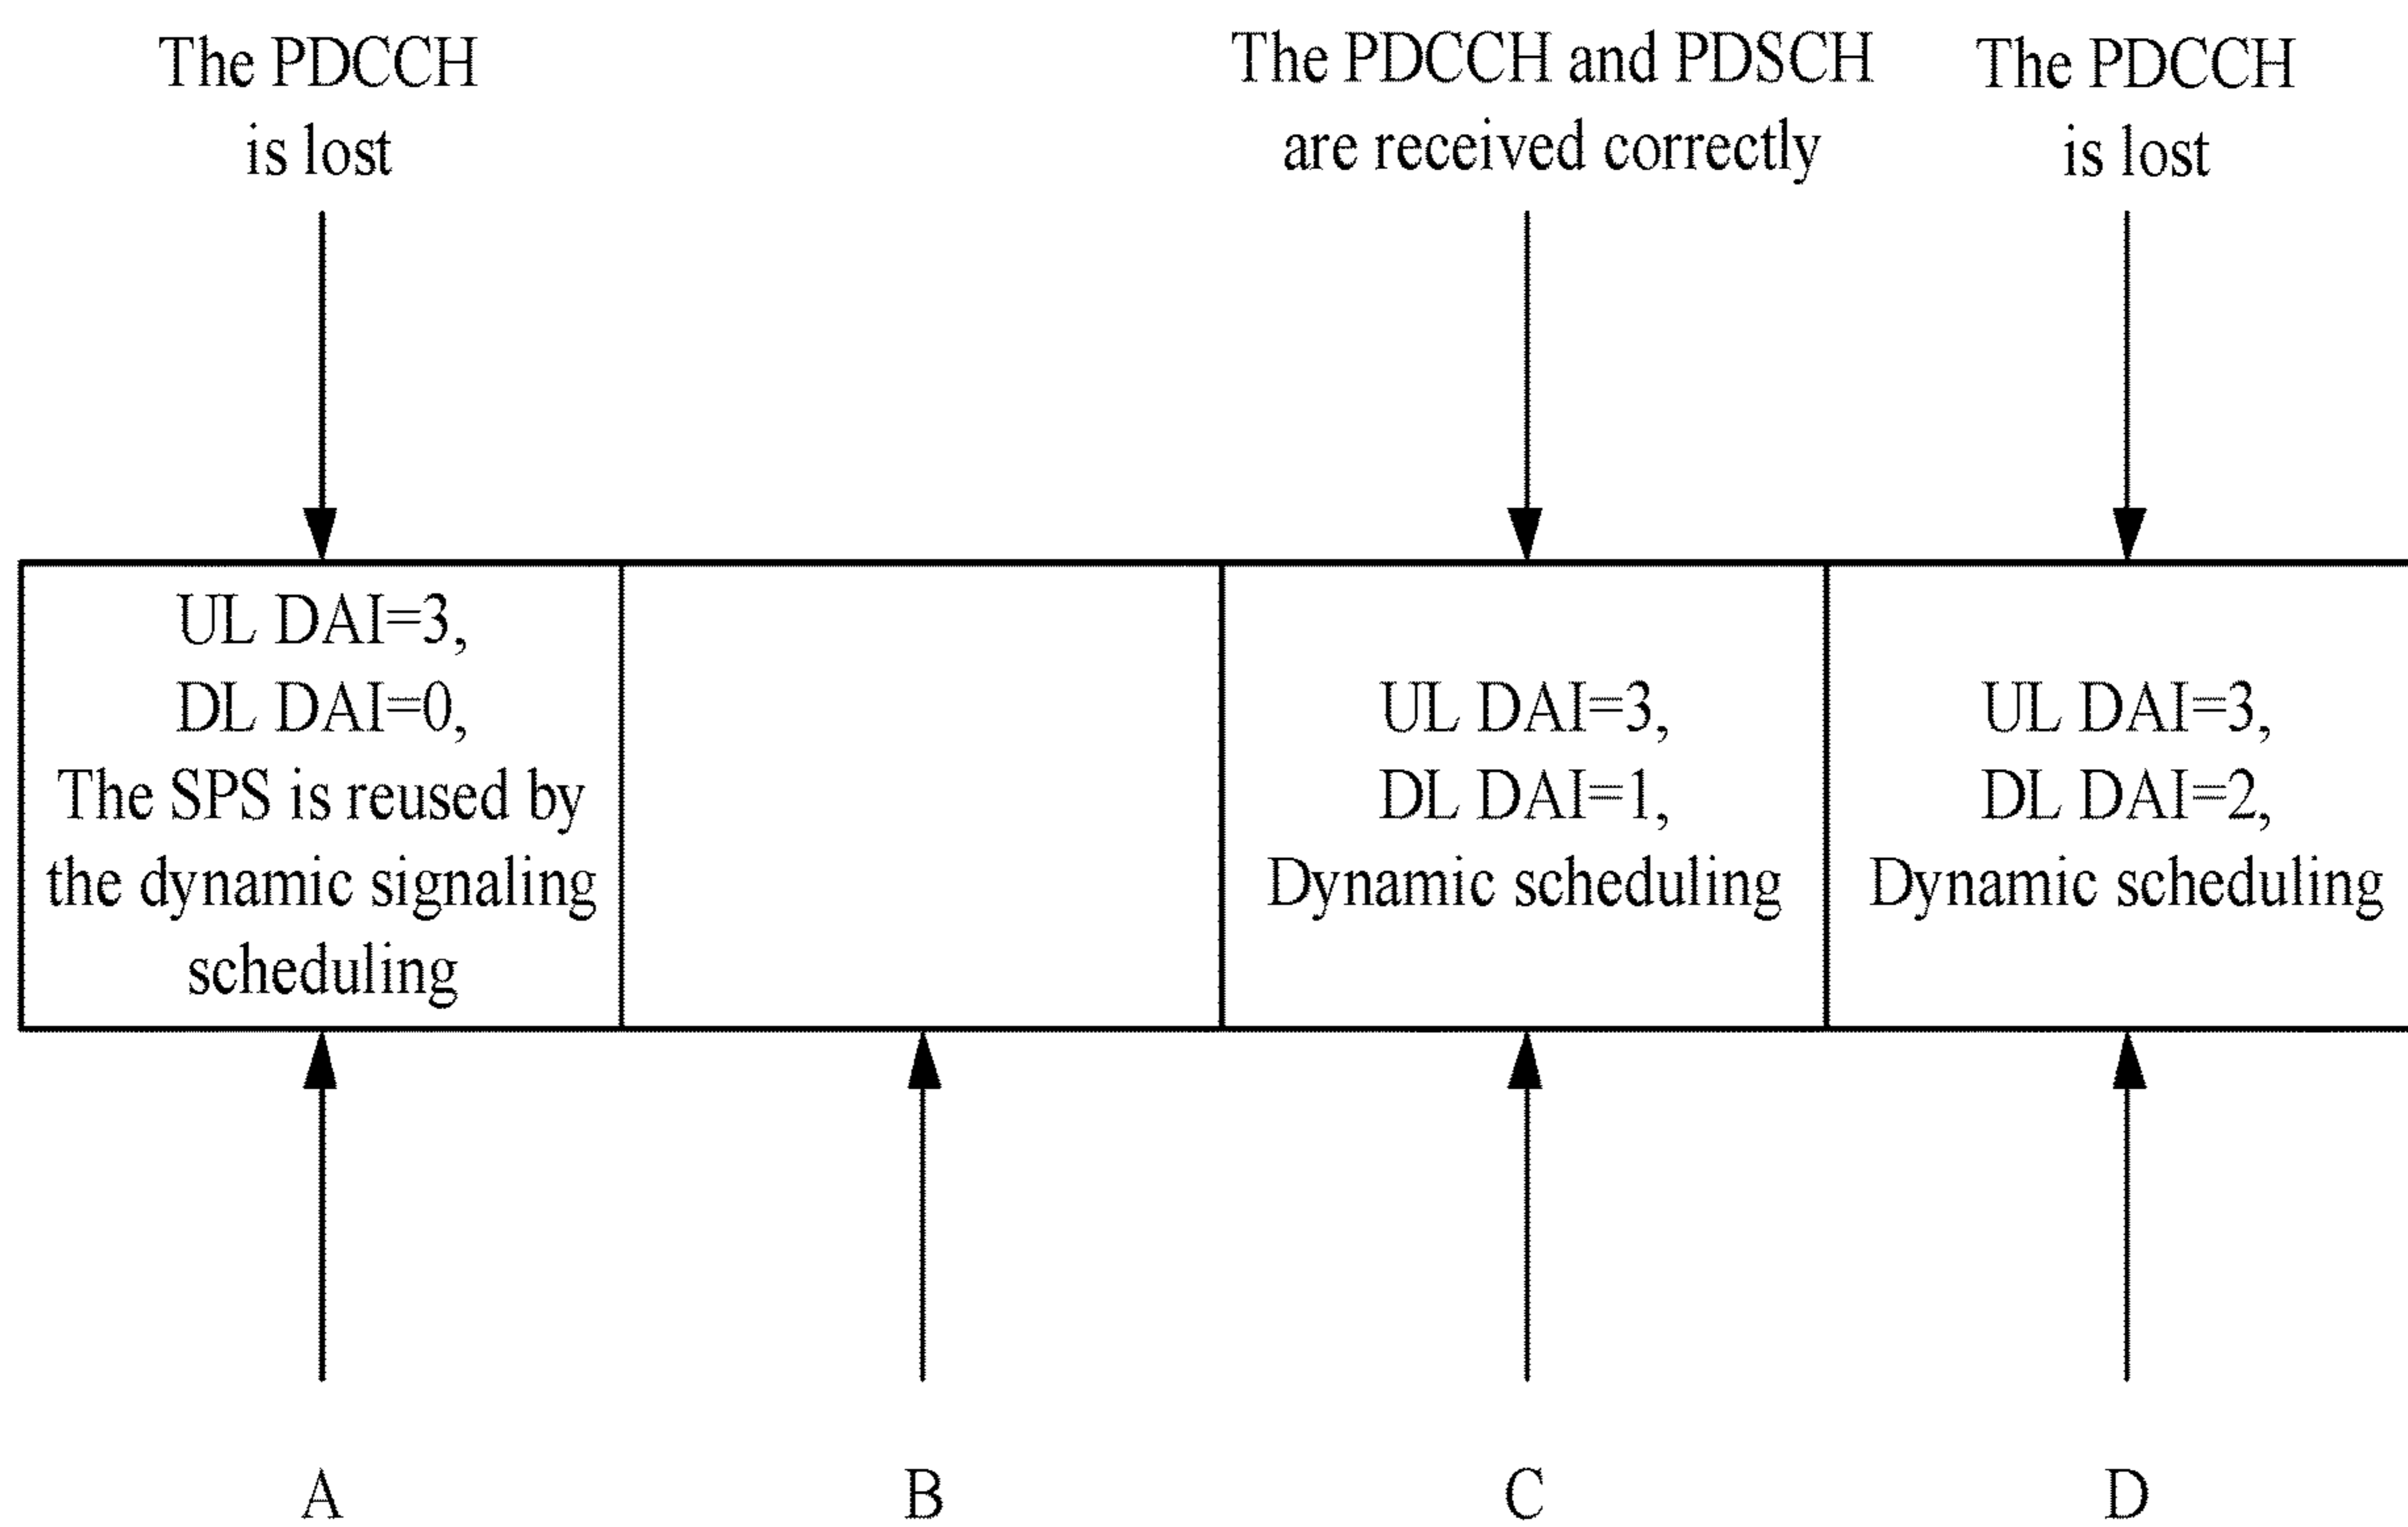 The PDCCH
is lost
The PDCCH and PDSCH
are received correctly
The PDCCH
is lost
UL DAI=3,
DL DAI=0,
The SPS is reused by
the dynamic signaling
scheduling
UL DAI=3,
DL DAI=1,
Dynamic scheduling
UL DAI=3,
DL DAI=2,
Dynamic scheduling
A
B
C
D